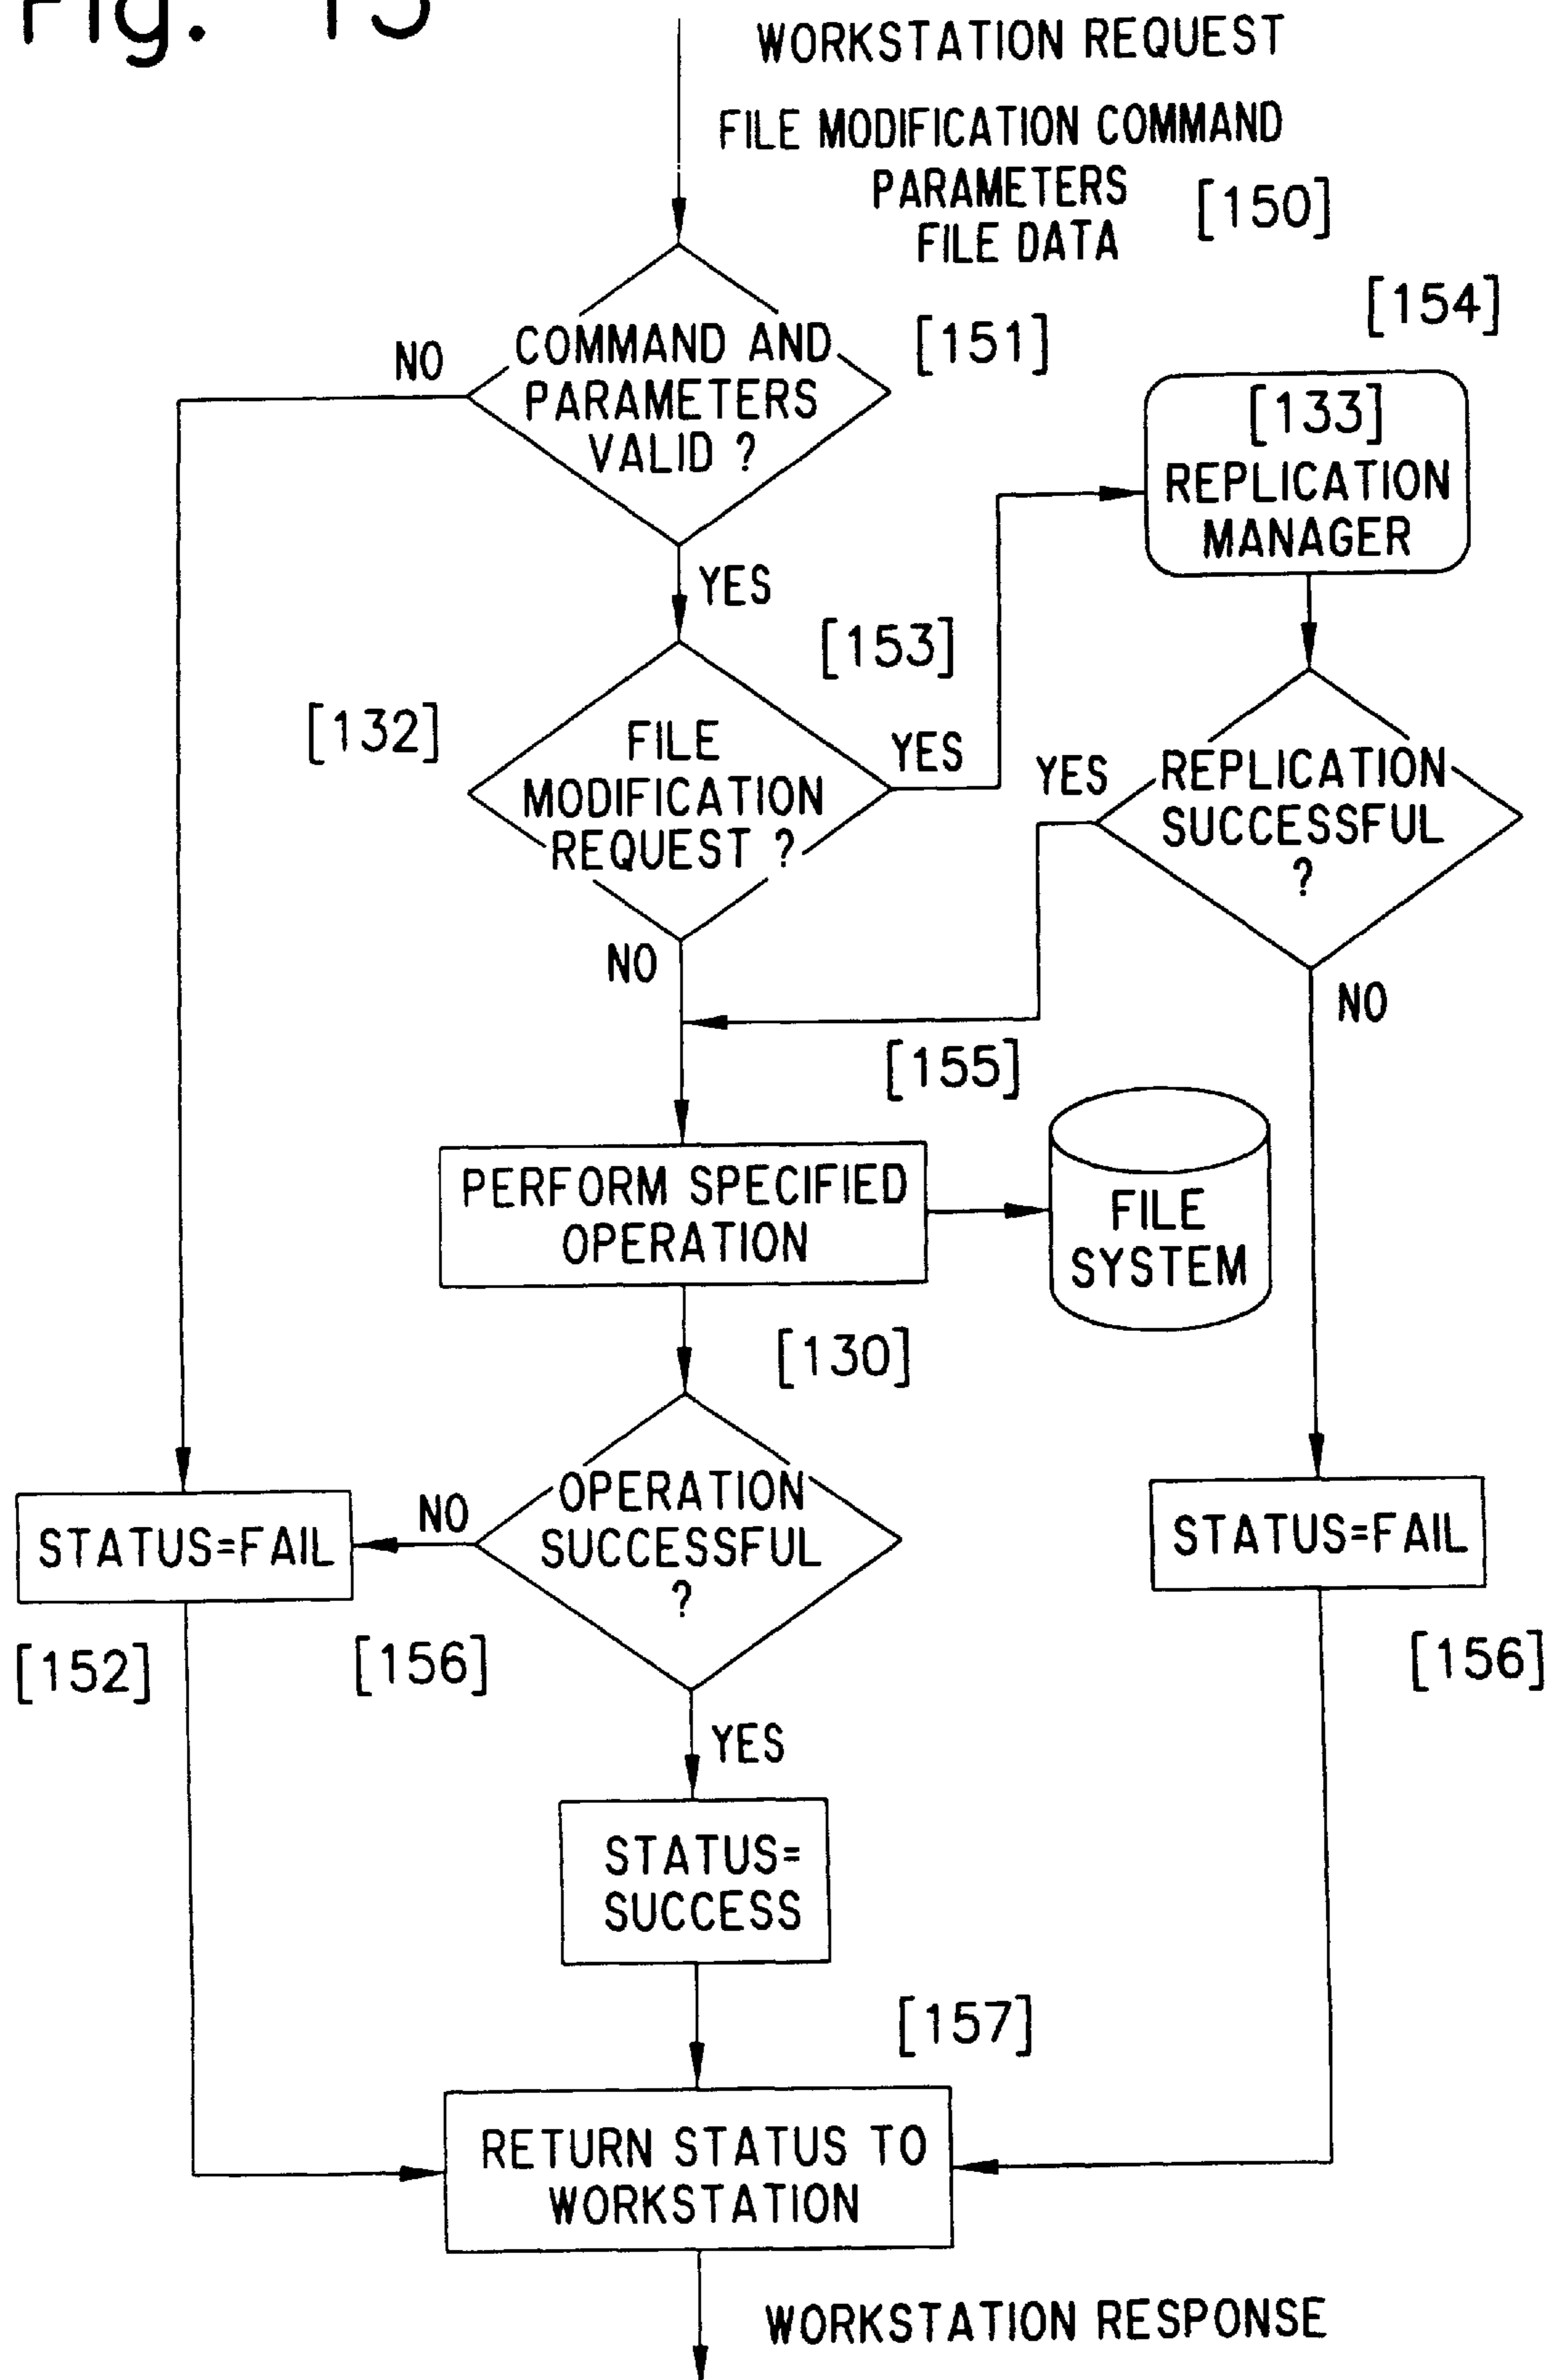 Fig. 15
WORKSTATION REQUEST
FILE MODIFICATION COMMAND
PARAMETERS
FILE DATA
[150]
[154]
COMMAND AND
PARAMETERS
VALID ?
[151]
NO
[133]
REPLICATION
MANAGER
YES
[153]
[132]
FILE
MODIFICATION
REQUEST ?
YES
YES
REPLICATION
SUCCESSFUL
?
NO
NO
[155]
PERFORM SPECIFIED
OPERATION
FILE
SYSTEM
[130]
OPERATION
SUCCESSFUL
?
NO
STATUS=FAIL
STATUS=FAIL
[152]
[156]
[156]
YES
STATUS=
SUCCESS
[157]
RETURN STATUS TO
WORKSTATION
WORKSTATION RESPONSE